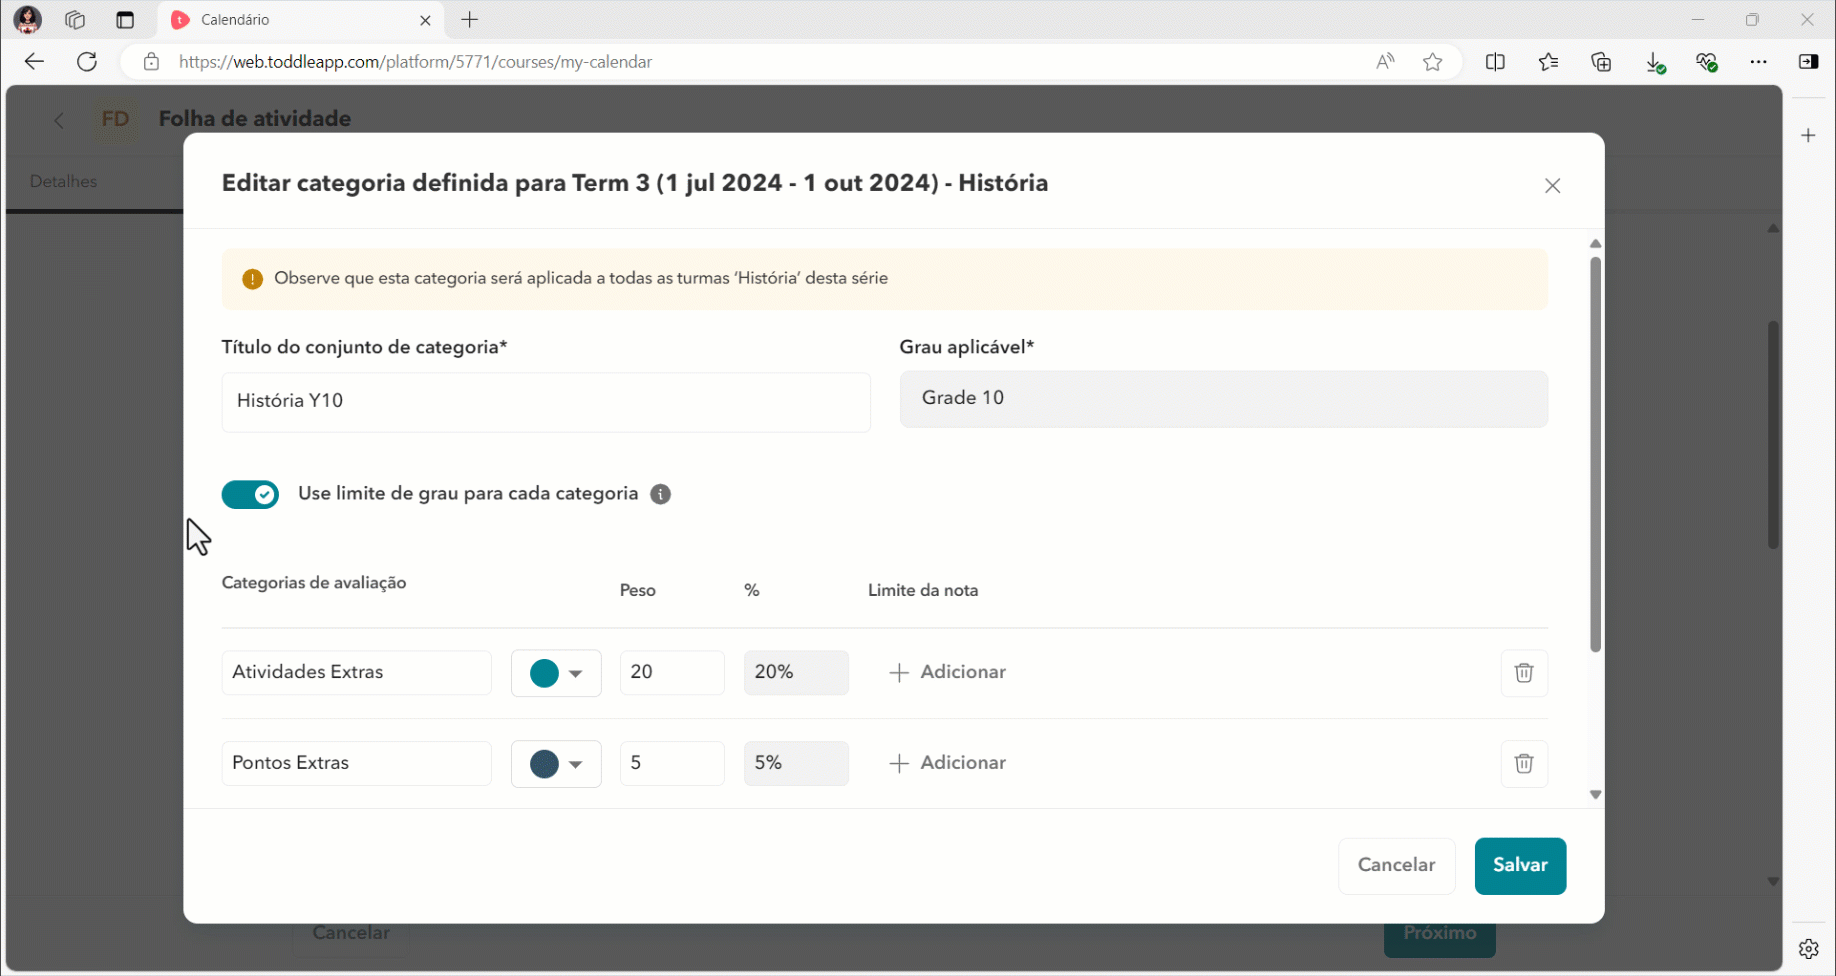 Calendário
https://web.toddleapp.com/platform/5771/courses/my-calendar
FD Folha de atividade
Detalhes
Editar categoria definida para Term 3 (1 jul 2024 - 1 out 2024) - História
Observe que esta categoria será aplicada a todas as turmas ‘História’ desta série
Título do conjunto de categoria* Grau aplicável*
História Y10 Grade 10
Use limite de grau para cada categoria
Categorias de avaliação Peso % Limite da nota
Atividades Extras 20 20% Adicionar
Pontos Extras 5 5% Adicionar
Cancelar Salvar
Cancelar Próximo